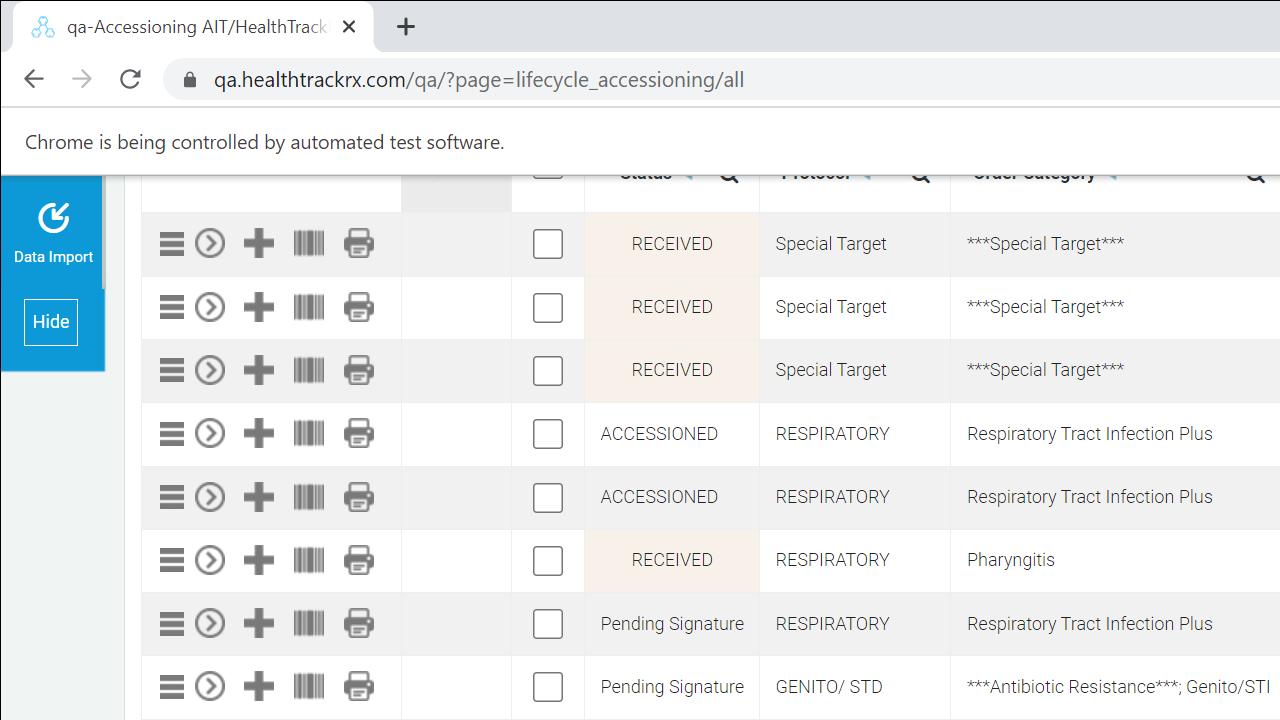 qa-Accessioning AIT/HealthTrack
qa.healthtrackrx.com/qa/?page=lifecycle_accessioning/all
Chrome is being controlled by automated test software.
Status Protocol Order Category
Data Import
Hide
RECEIVED Special Target ***Special Target***
RECEIVED Special Target ***Special Target***
RECEIVED Special Target ***Special Target***
ACCESSIONED RESPIRATORY Respiratory Tract Infection Plus
ACCESSIONED RESPIRATORY Respiratory Tract Infection Plus
RECEIVED RESPIRATORY Pharyngitis
Pending Signature RESPIRATORY Respiratory Tract Infection Plus
Pending Signature GENITO/ STD ***Antibiotic Resistance***; Genito/STI